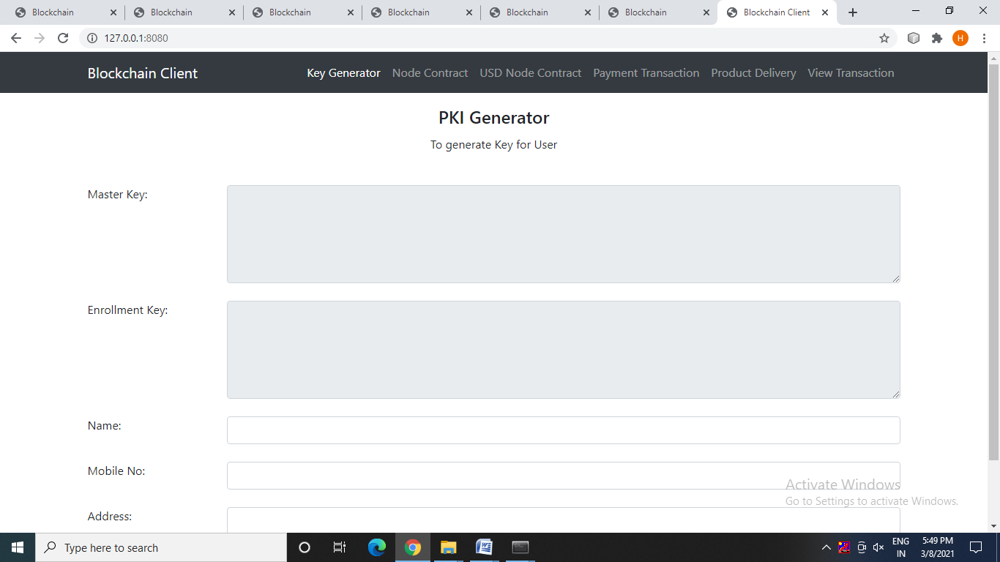 Blockchain
Blockchain
Blockchain
Blockchain
Blockchain
Blockchain
Blockchain Client
127.0.0.1:8080
H
Blockchain Client
Key Generator
Node Contract
USD Node Contract
Payment Transaction
Product Delivery
View Transaction
PKI Generator
To generate Key for User
Master Key:
Enrollment Key:
Name:
Mobile No:
Address:
Activate Windows
Go to Settings to activate Windows.
Type here to search
ENG
IN
5:49 PM
3/8/2021